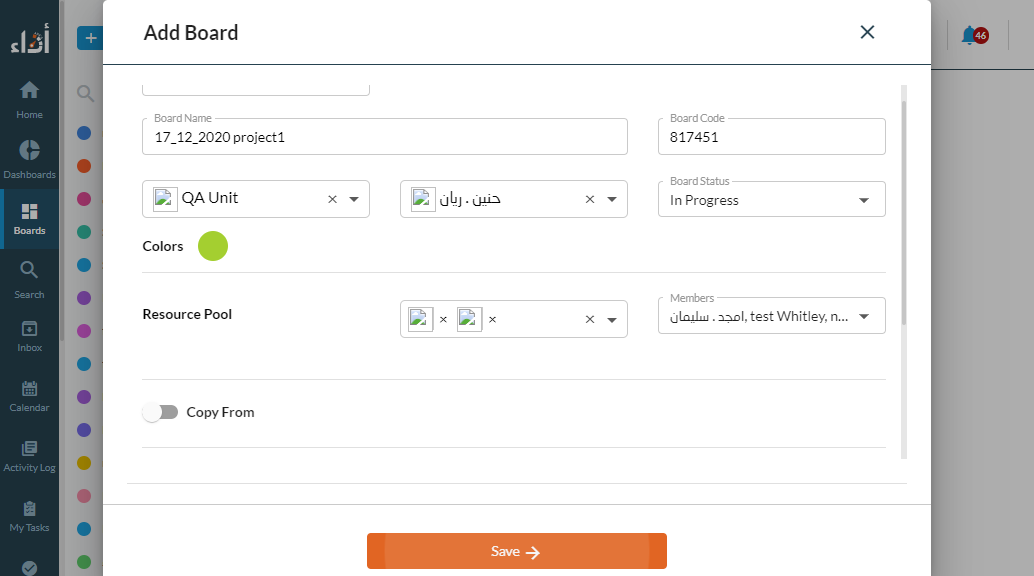 أداء
Add Board
46
Home
Dashboards
Boards
Search
Inbox
Calendar
Activity Log
My Tasks
Board Name
17_12_2020 project1
Board Code
817451
QA Unit
حنين . ريان
Board Status
In Progress
Colors
Resource Pool
Members
امجد . سليمان, test Whitley, n...
Copy From
Save